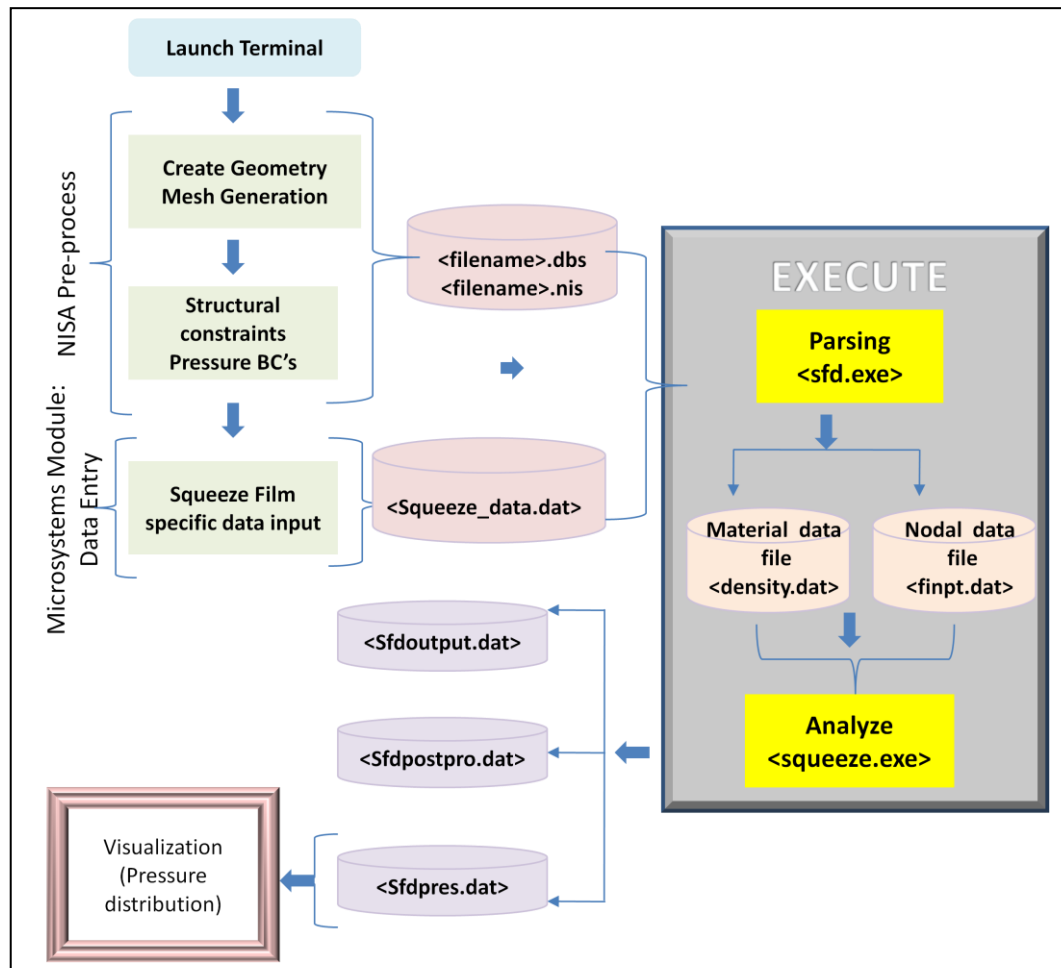 Launch Terminal
NISA Pre-process
Create Geometry
Mesh Generation
Structural
constraints
Pressure BC’s
<filename>.dbs
<filename>.nis
Microsystems Module:
Data Entry
Squeeze Film
specific data input
<Squeeze_data.dat>
EXECUTE
Parsing
<sfd.exe>
Material data
file
<density.dat>
Nodal data
file
<finpt.dat>
Analyze
<squeeze.exe>
<Sfdoutput.dat>
<Sfdpostpro.dat>
<Sfdpres.dat>
Visualization
(Pressure
distribution)